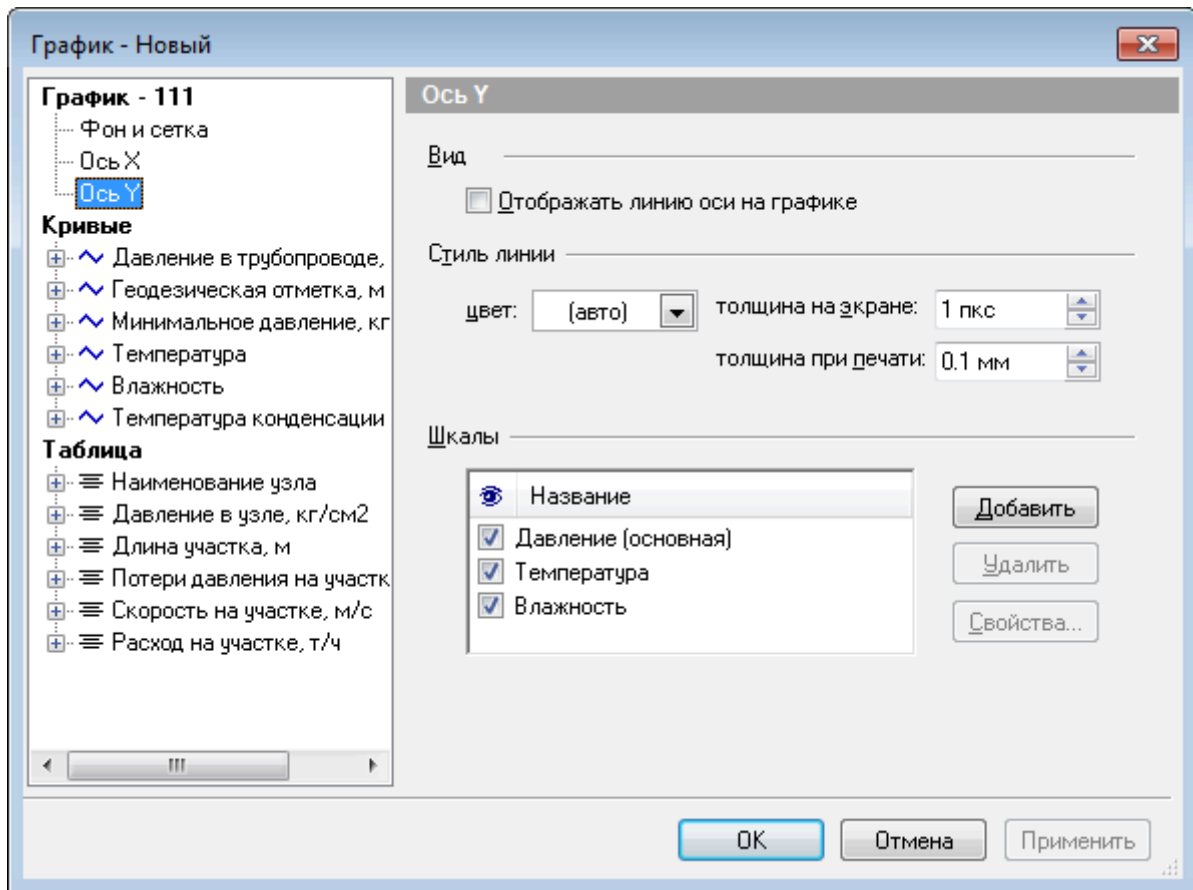 График - Новый
График - 111
Фон и сетка
Ось X
Ось Y
Кривые
Давление в трубопроводе,
Геодезическая отметка, м
Минимальное давление, кг
Температура
Влажность
Температура конденсации
Таблица
Наименование узла
Давление в узле, кг/см2
Длина участка, м
Потери давления на участк
Скорость на участке, м/с
Расход на участке, т/ч
Ось Y
Вид
Отображать линию оси на графике
Стиль линии
цвет: (авто) толщина на экране: 1 пкс
толщина при печати: 0.1 мм
Шкалы
Название
Давление (основная)
Температура
Влажность
Добавить
Удалить
Свойства...
OK Отмена Применить